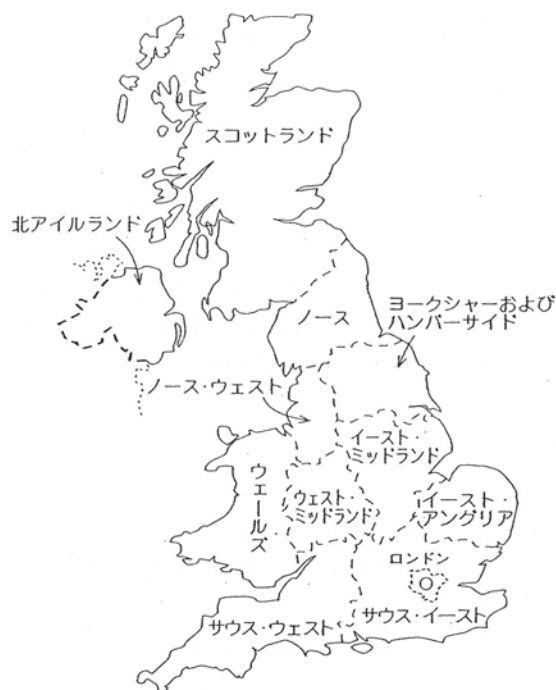 スコットランド
北アイルランド
ノース
ヨークシャーおよび
ハンバーサイド
ノース・ウェスト
イースト・
ミッドランド
ウェールズ
ウェスト・
ミッドランド
イースト・
アングリア
ロンドン
サウス・イースト
サウス・ウェスト